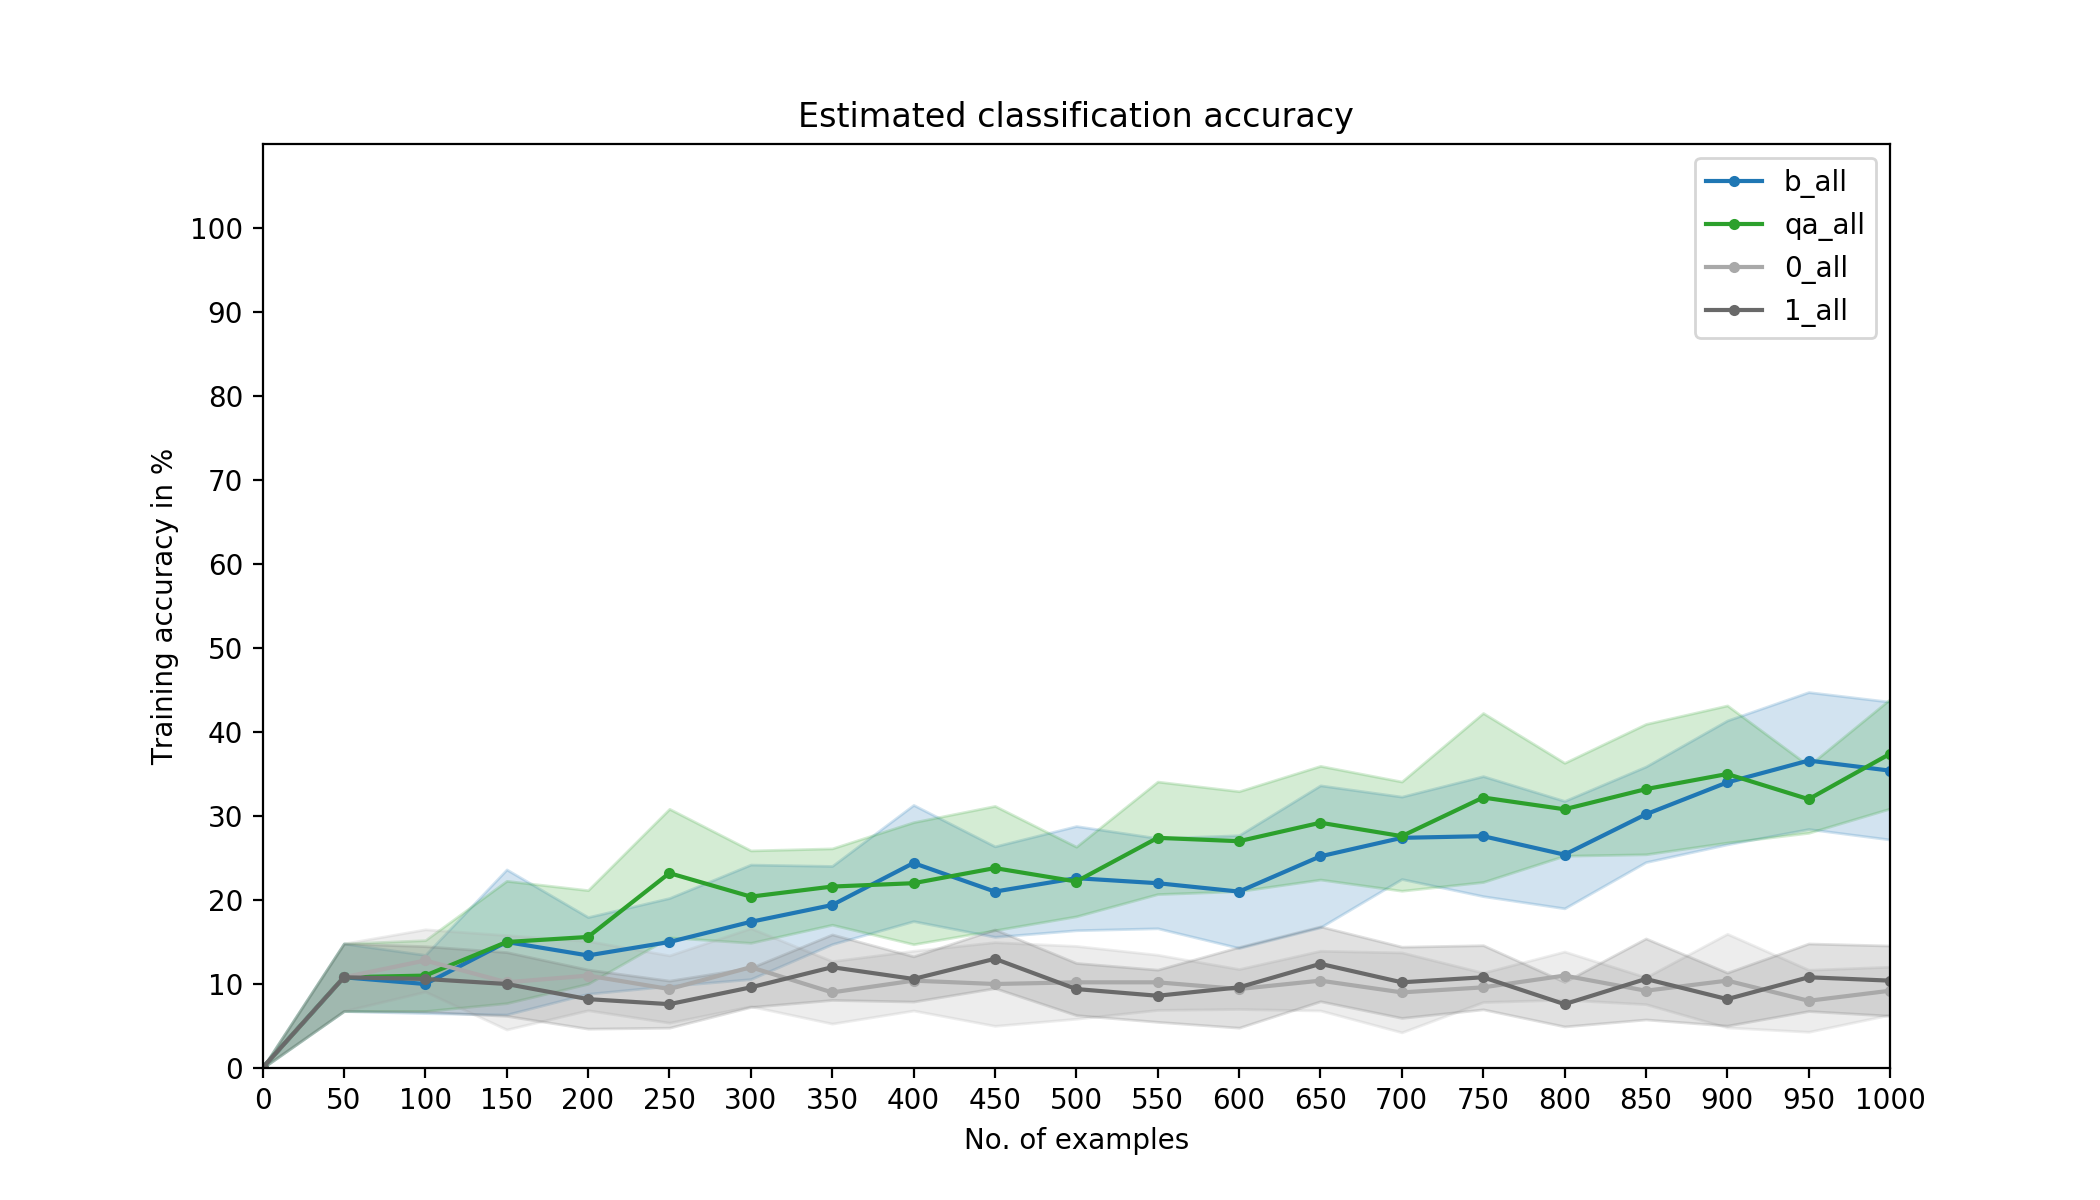 Estimated classification accuracy
b_all
qa_all
0_all
1_all
Training accuracy in %
100
90
80
70
60
50
40
30
20
10
0
0 50 100 150 200 250 300 350 400 450 500 550 600 650 700 750 800 850 900 950 1000
No. of examples